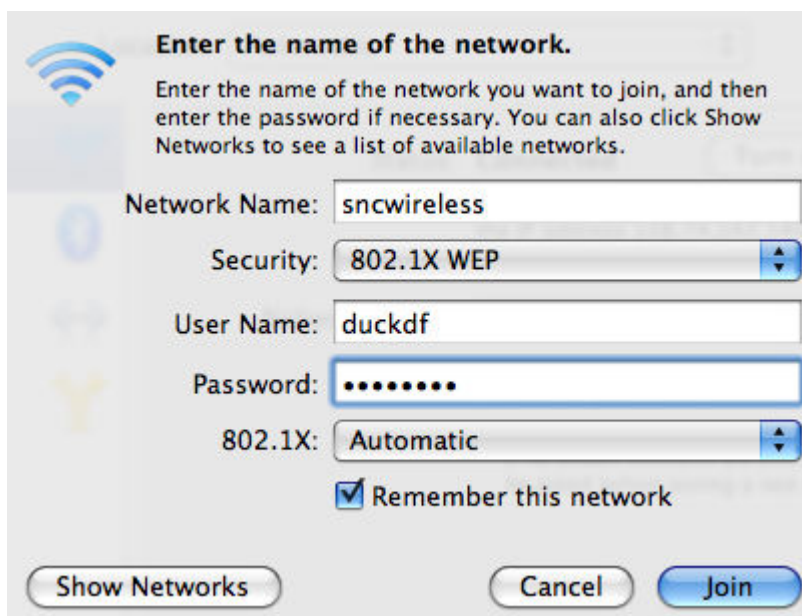 Enter the name of the network.
Enter the name of the network you want to join, and then
enter the password if necessary. You can also click Show
Networks to see a list of available networks.
Network Name: sncwireless
Security: 802.1X WEP
User Name: duckdf
Password: ••••••••
802.1X: Automatic
Remember this network
Show Networks Cancel Join